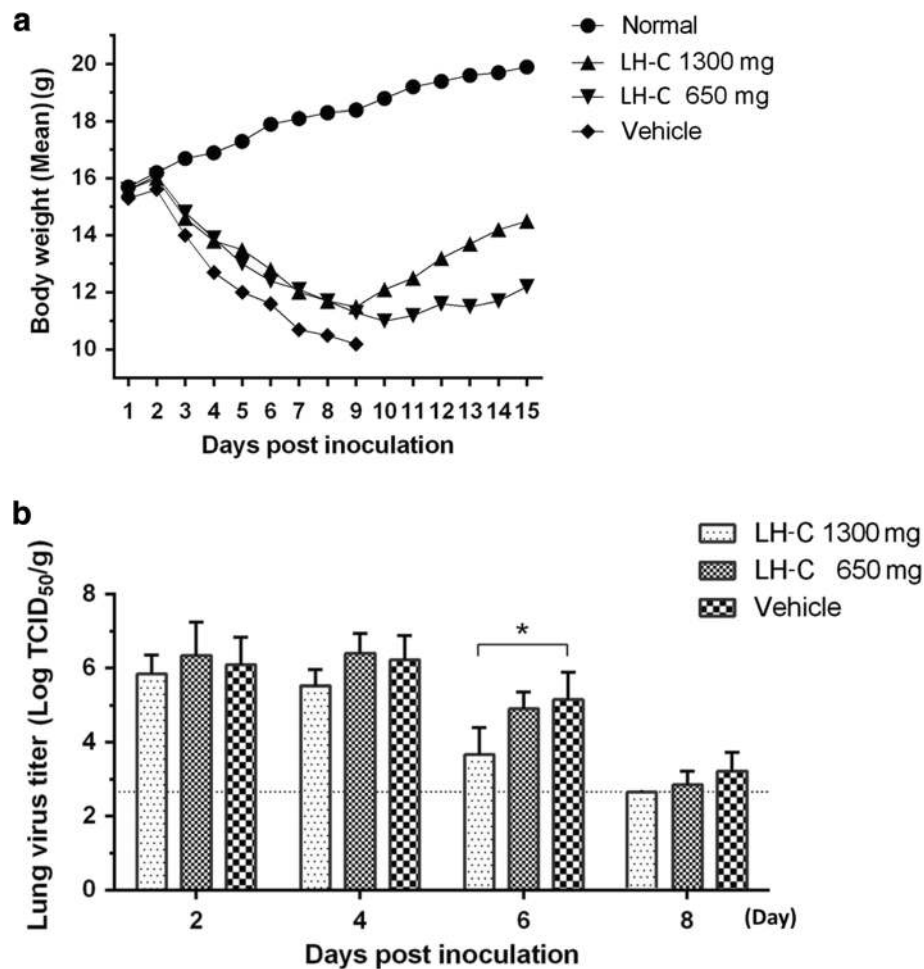 a
Normal
LH-C 1300 mg
LH-C 650 mg
Vehicle
Body weight (Mean) (g)
20
18
16
14
12
10
1 2 3 4 5 6 7 8 9 10 11 12 13 14 15
Days post inoculation
b
LH-C 1300 mg
LH-C 650 mg
Vehicle
Lung virus titer (Log TCID50/g)
8
6
4
2
0
*
2 4 6 8 (Day)
Days post inoculation